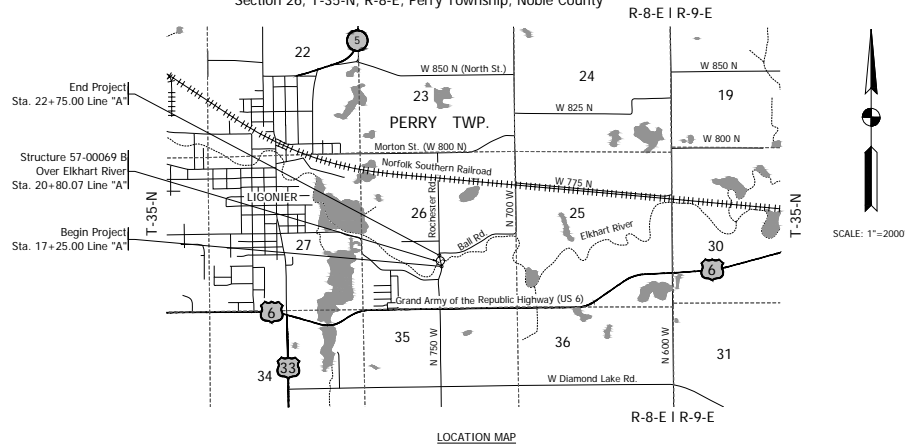 Section 26, T-35-N, R-8-E, Perry Township, Noble County
R-8-E | R-9-E
5
22
W 850 N (North St.)
24
W 850 N
End Project
Sta. 22+75.00 Line "A"
23
19
W 825 N
PERRY TWP.
Morton St. (W 800 N)
W 800 N
Structure 57-00069 B
Over Elkhart River
Sta. 20+80.07 Line "A"
Norfolk Southern Railroad
W 775 N
T-35-N
LIGONIER
26
Rochester Rd.
N 700 W
25
T-35-N
SCALE: 1"=2000'
Begin Project
Sta. 17+25.00 Line "A"
27
Ball Rd.
Elkhart River
30
6
Grand Army of the Republic Highway (US 6)
6
35
N 750 W
36
N 600 W
31
34
33
W Diamond Lake Rd.
R-8-E | R-9-E
LOCATION MAP